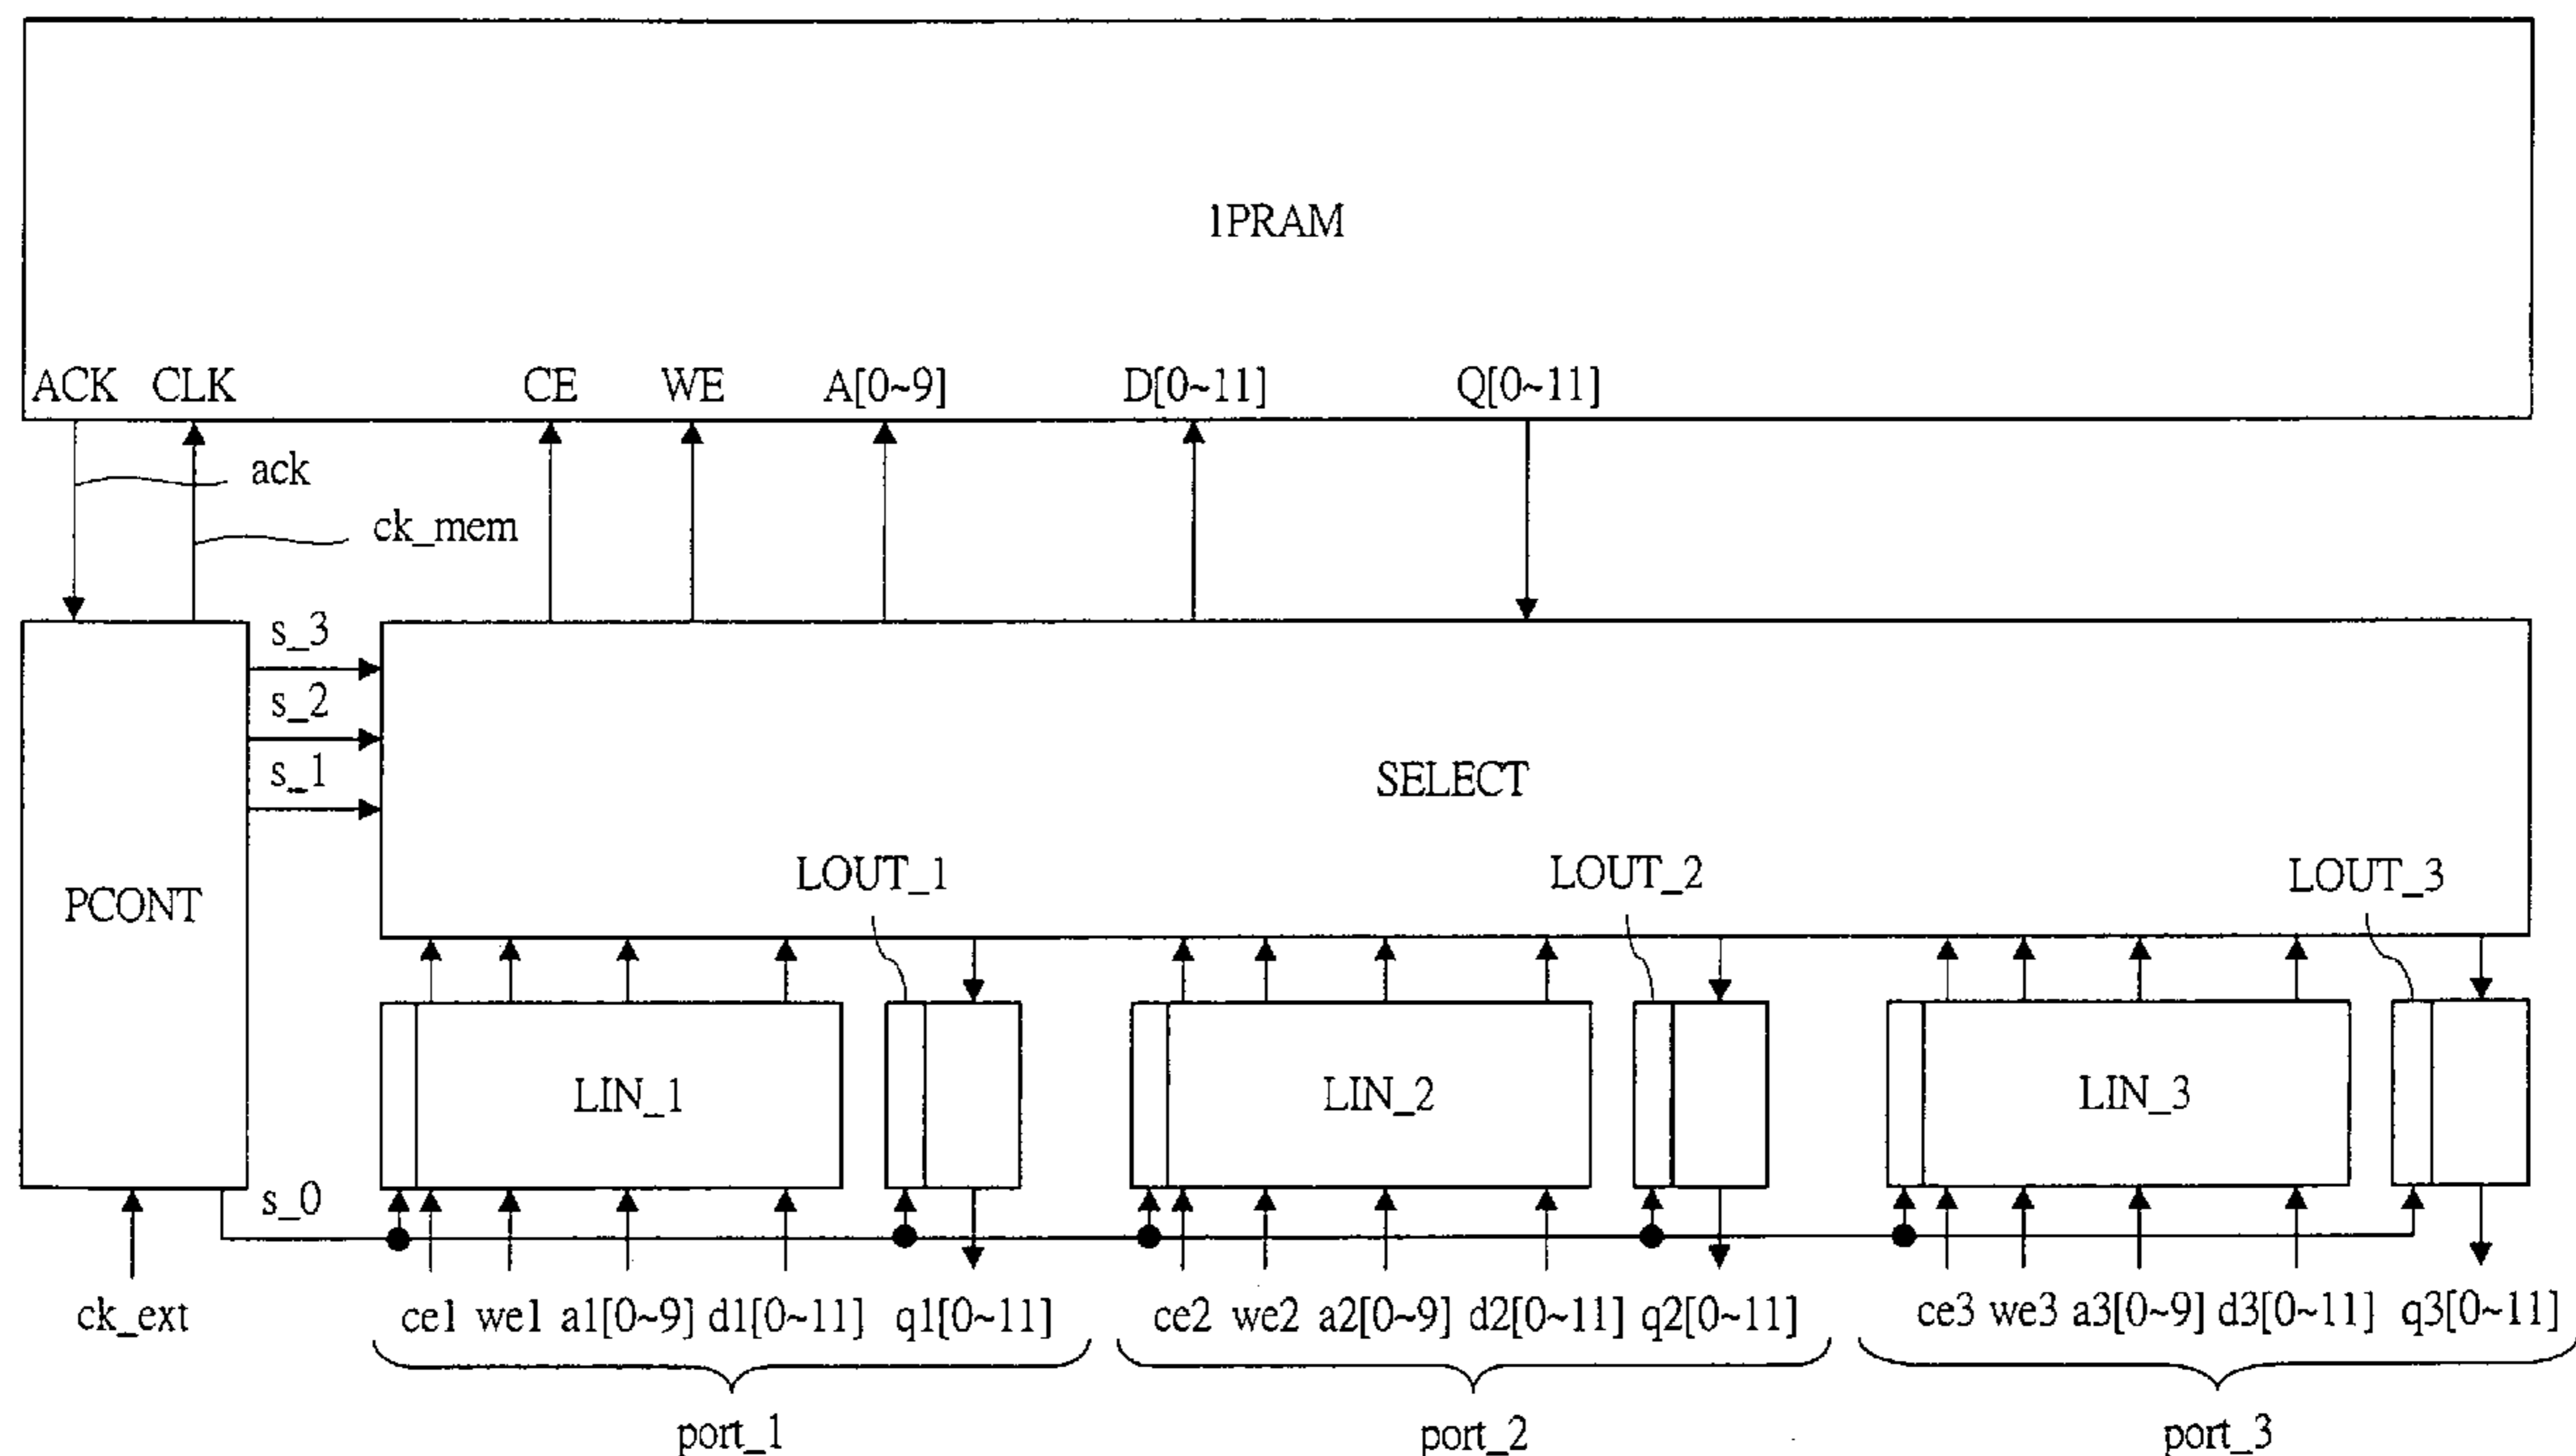 1PRAM
ACK CLK CE WE A[0~9] D[0~11] Q[0~11]
ack
ck_mem
s_3
s_2
s_1
SELECT
LOUT_1 LOUT_2 LOUT_3
PCONT
LIN_1 LIN_2 LIN_3
s_0
ck_ext ce1 we1 a1[0~9] d1[0~11] q1[0~11] ce2 we2 a2[0~9] d2[0~11] q2[0~11] ce3 we3 a3[0~9] d3[0~11] q3[0~11]
port_1 port_2 port_3